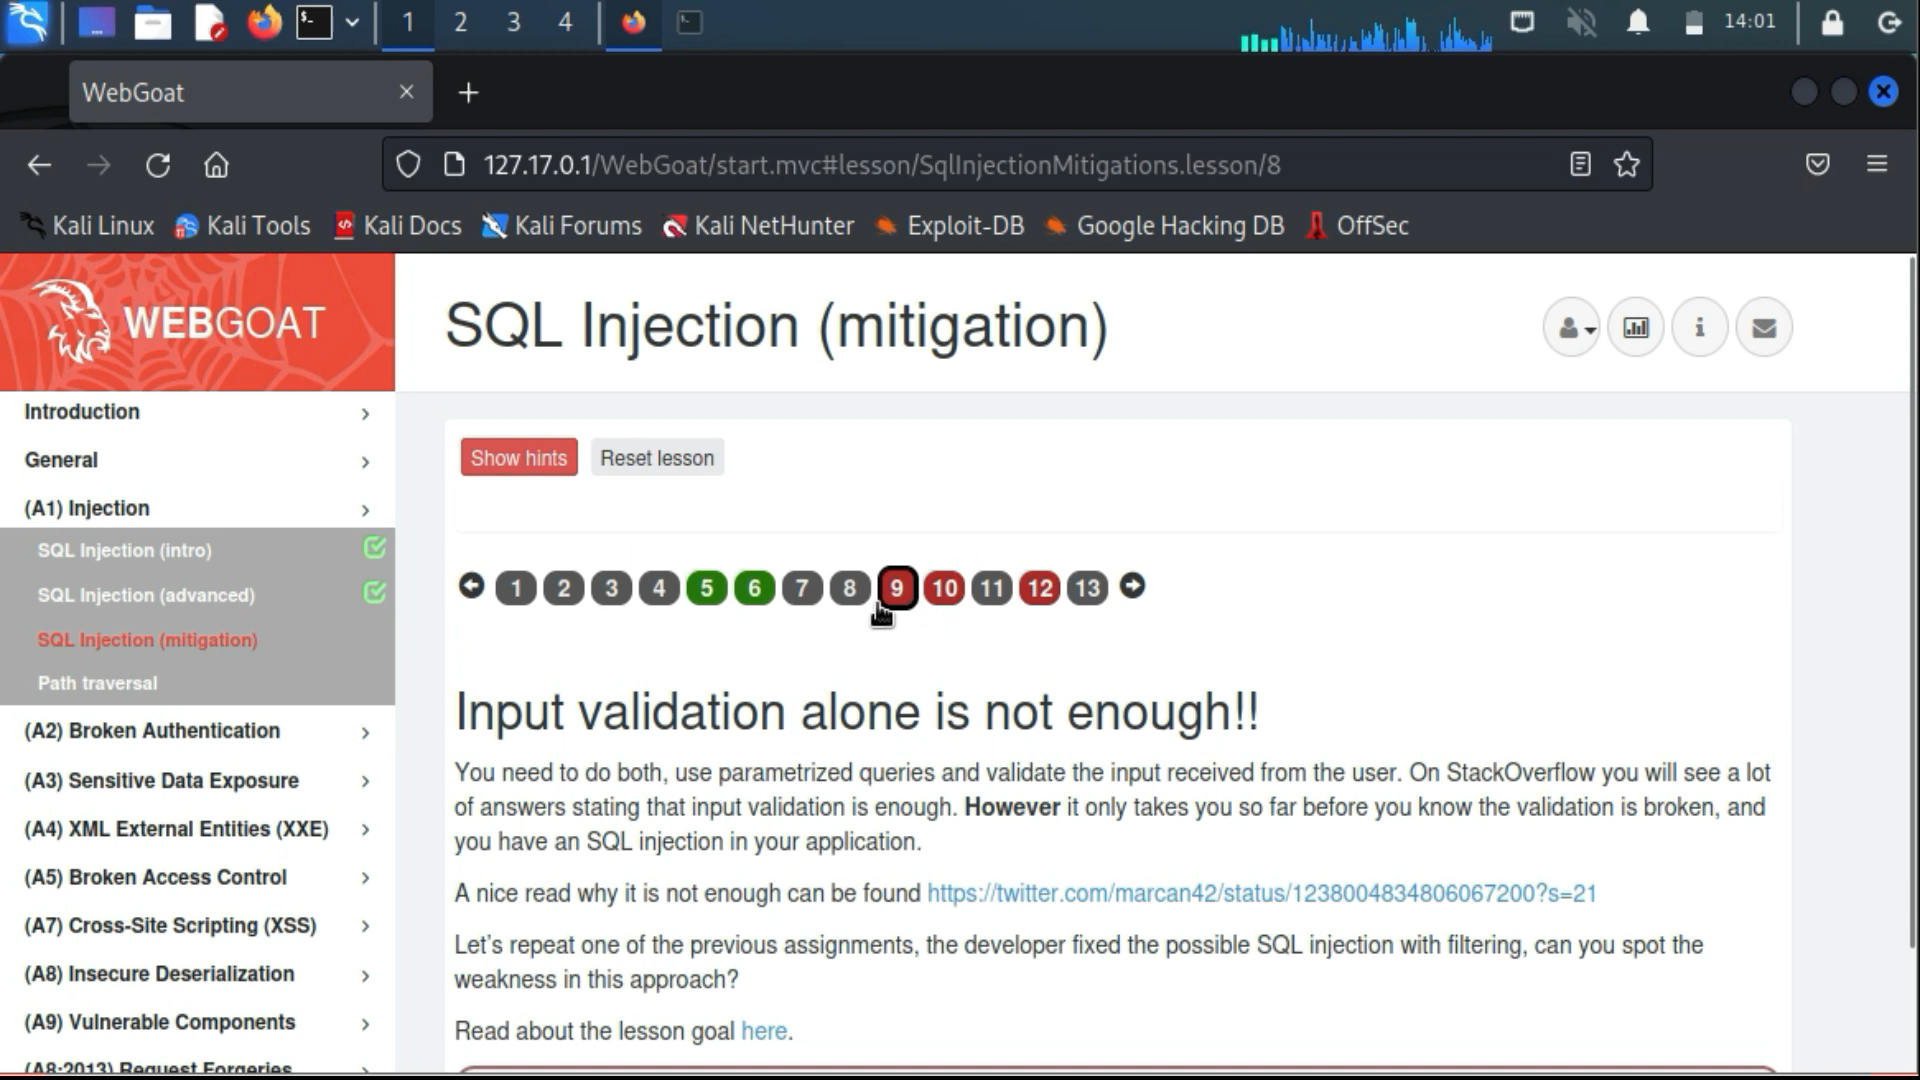 1 2 3 4 14:01
WebGoat
127.17.0.1/WebGoat/start.mvc#lesson/SqlInjectionMitigations.lesson/8
Kali Linux Kali Tools Kali Docs Kali Forums Kali NetHunter Exploit-DB Google Hacking DB OffSec
WEBGOAT
SQL Injection (mitigation)
Introduction
General
(A1) Injection
SQL Injection (intro)
SQL Injection (advanced)
SQL Injection (mitigation)
Path traversal
(A2) Broken Authentication
(A3) Sensitive Data Exposure
(A4) XML External Entities (XXE)
(A5) Broken Access Control
(A7) Cross-Site Scripting (XSS)
(A8) Insecure Deserialization
(A9) Vulnerable Components
(A8:2013) Request Forgeries
Show hints Reset lesson
1 2 3 4 5 6 7 8 9 10 11 12 13
Input validation alone is not enough!!
You need to do both, use parametrized queries and validate the input received from the user. On StackOverflow you will see a lot
of answers stating that input validation is enough. However it only takes you so far before you know the validation is broken, and
you have an SQL injection in your application.
A nice read why it is not enough can be found https://twitter.com/marcan42/status/1238004834806067200?s=21
Let's repeat one of the previous assignments, the developer fixed the possible SQL injection with filtering, can you spot the
weakness in this approach?
Read about the lesson goal here.